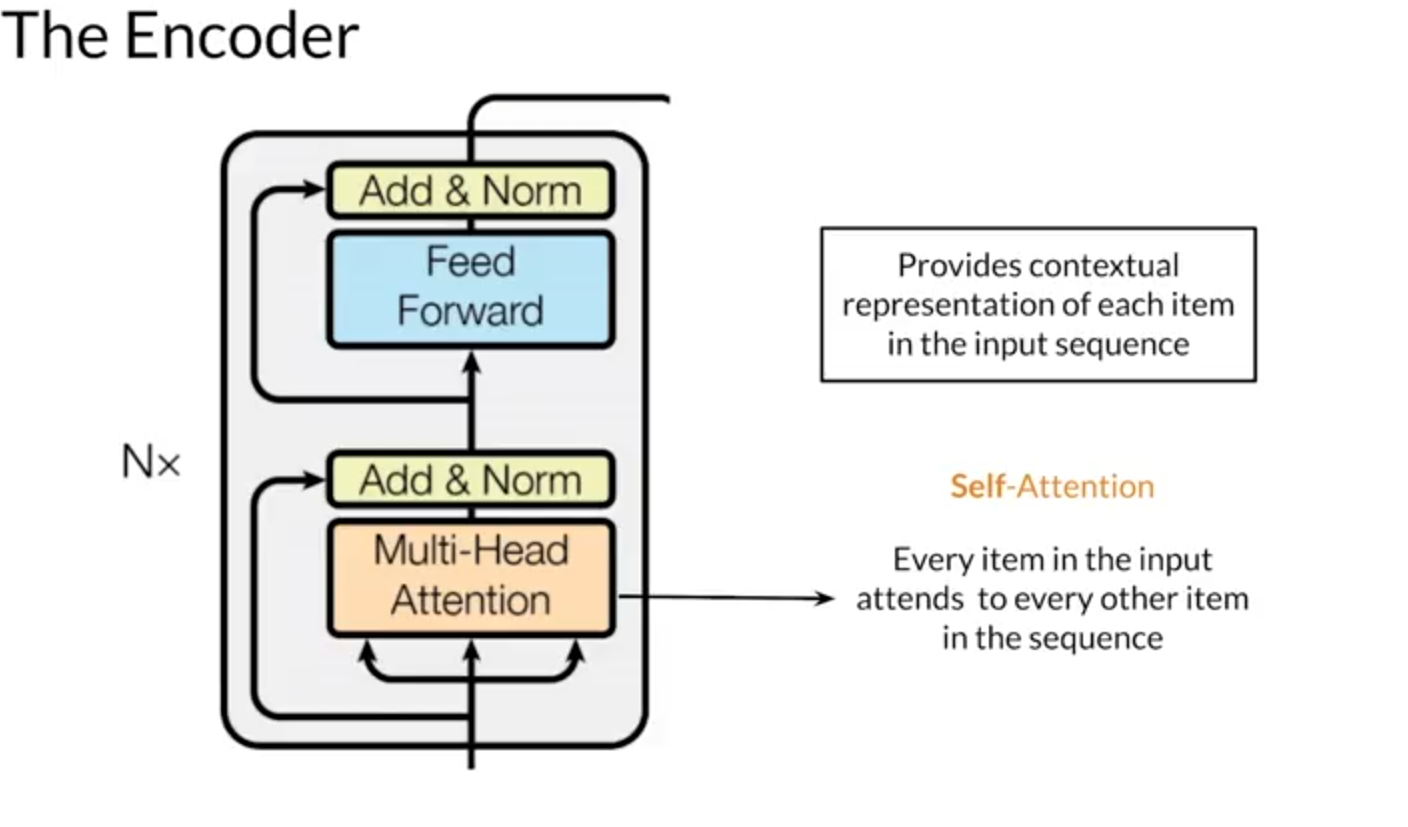 The Encoder
Add & Norm
Feed
Forward
Nx
Add & Norm
Multi-Head
Attention
Provides contextual
representation of each item
in the input sequence
Self-Attention
Every item in the input
attends to every other item
in the sequence